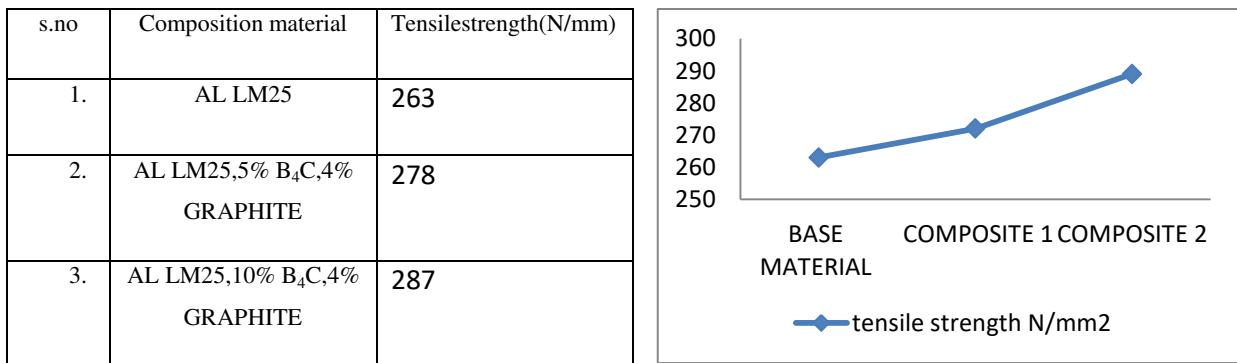 s.no Composition material Tensilestrength(N/mm)
1. AL LM25 263
2. AL LM25,5% B₄C,4% 278
GRAPHITE
3. AL LM25,10% B₄C,4% 287
GRAPHITE
300
290
280
270
260
250
BASE COMPOSITE 1 COMPOSITE 2
MATERIAL
tensile strength N/mm2